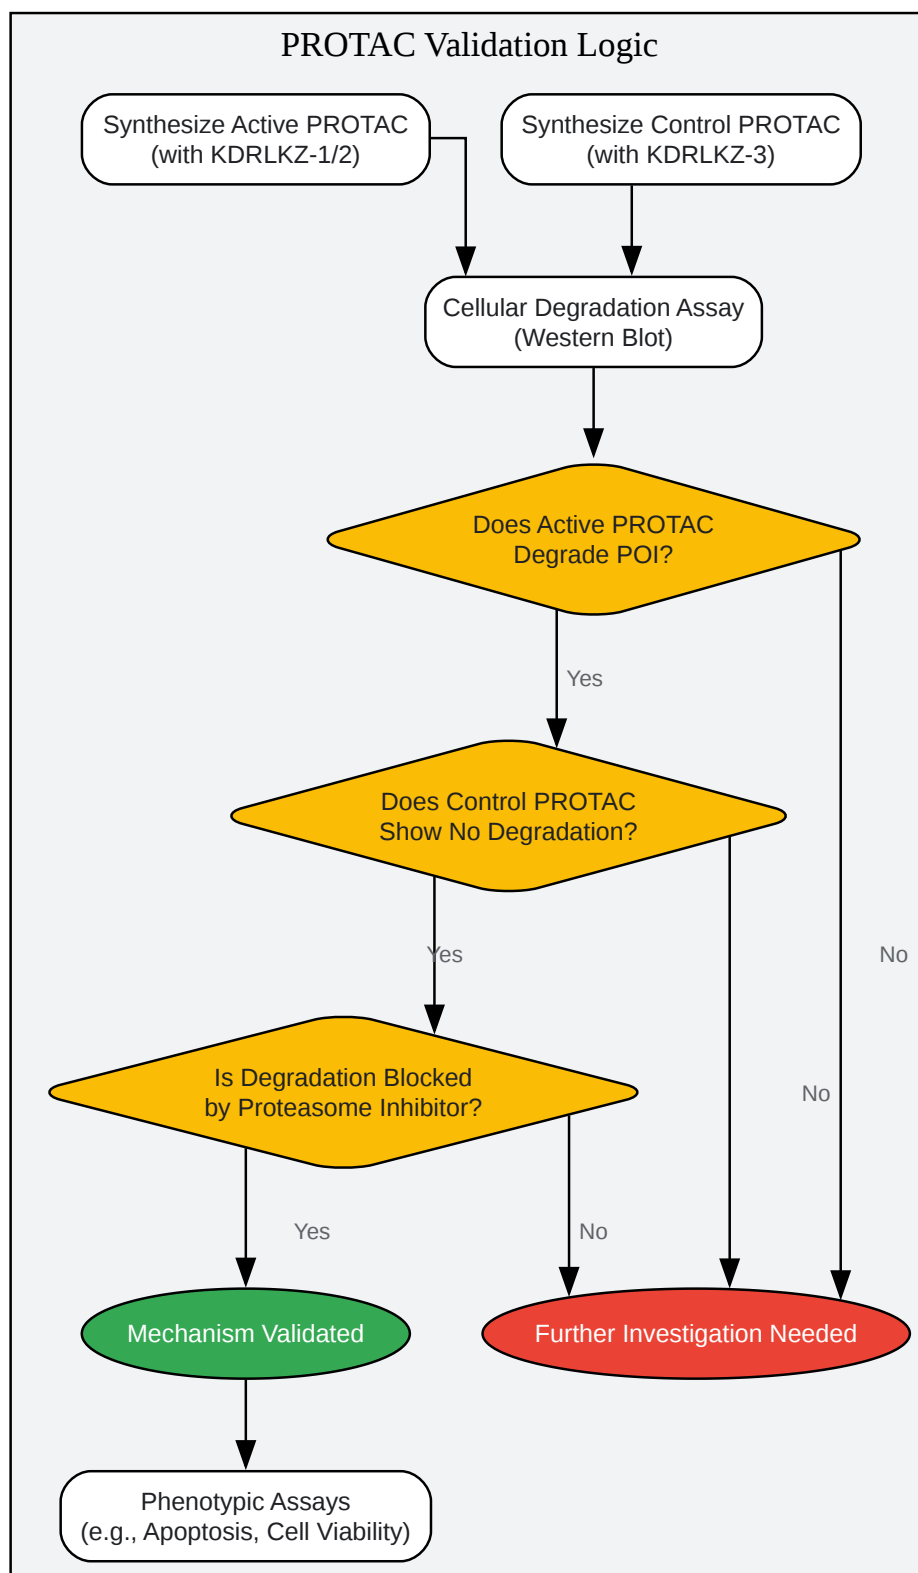 PROTAC Validation Logic
Synthesize Active PROTAC
(with KDRLKZ-1/2)
Synthesize Control PROTAC
(with KDRLKZ-3)
Cellular Degradation Assay
(Western Blot)
Does Active PROTAC
Degrade POI?
Yes
Does Control PROTAC
Show No Degradation?
Yes
No
Is Degradation Blocked
by Proteasome Inhibitor?
No
Yes
No
Mechanism Validated
Further Investigation Needed
Phenotypic Assays
(e.g., Apoptosis, Cell Viability)